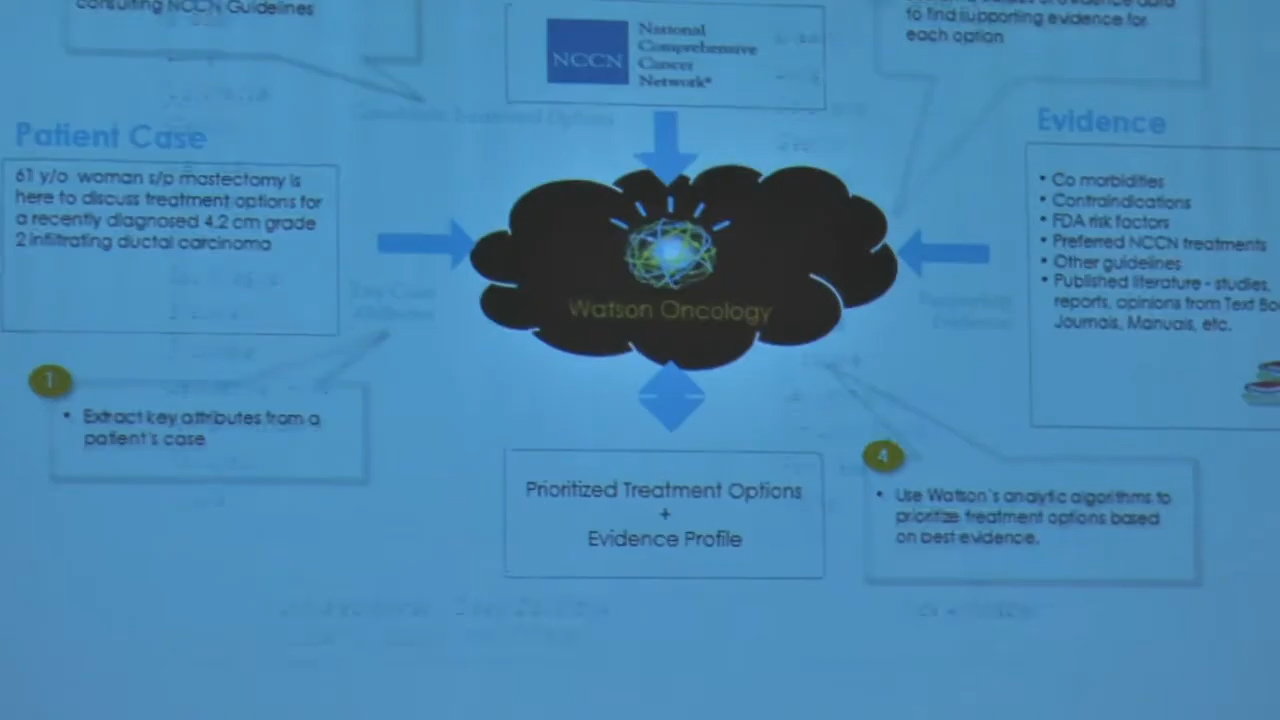 consulting NCCN Guidelines
NCCN
National
Comprehensive
Cancer
Network®
to find supporting evidence for
each option
Patient Case
61 y/o woman s/p mastectomy is
here to discuss treatment options for
a recently diagnosed 4.2 cm grade
2 infiltrating ductal carcinoma
Watson Oncology
Evidence
• Co morbidities
• Contraindications
• FDA risk factors
• Preferred NCCN treatments
• Other guidelines
• Published literature - studies,
reports, opinions from Text Bo
Journals, Manuals, etc.
1
• Extract key attributes from a
patient's case
Prioritized Treatment Options
+
Evidence Profile
4
• Use Watson's analytic algorithms to
prioritize treatment options based
on best evidence.